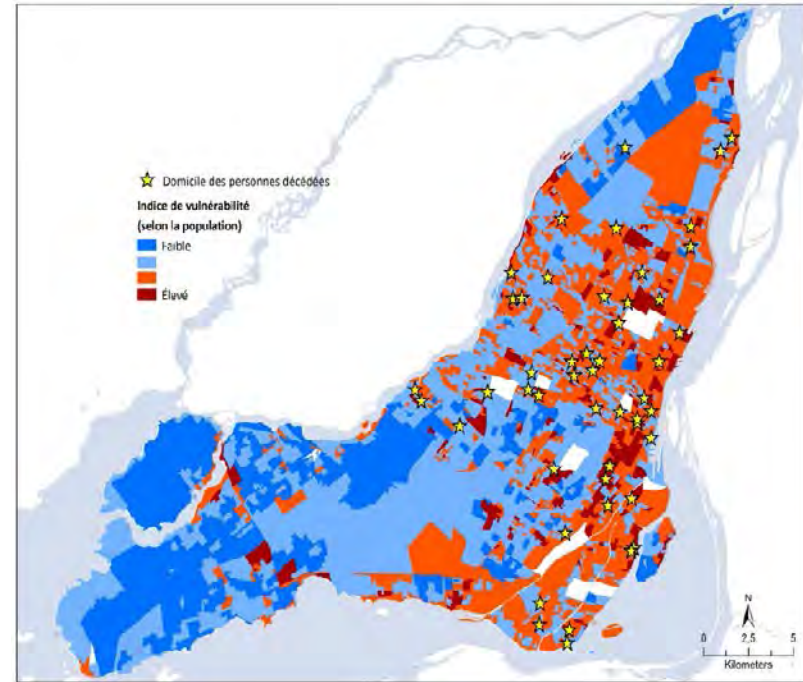 Domicile des personnes décédées
Indice de vulnérabilité
(selon la population)
Faible
Élevé
N
0 2,5 5
Kilometers